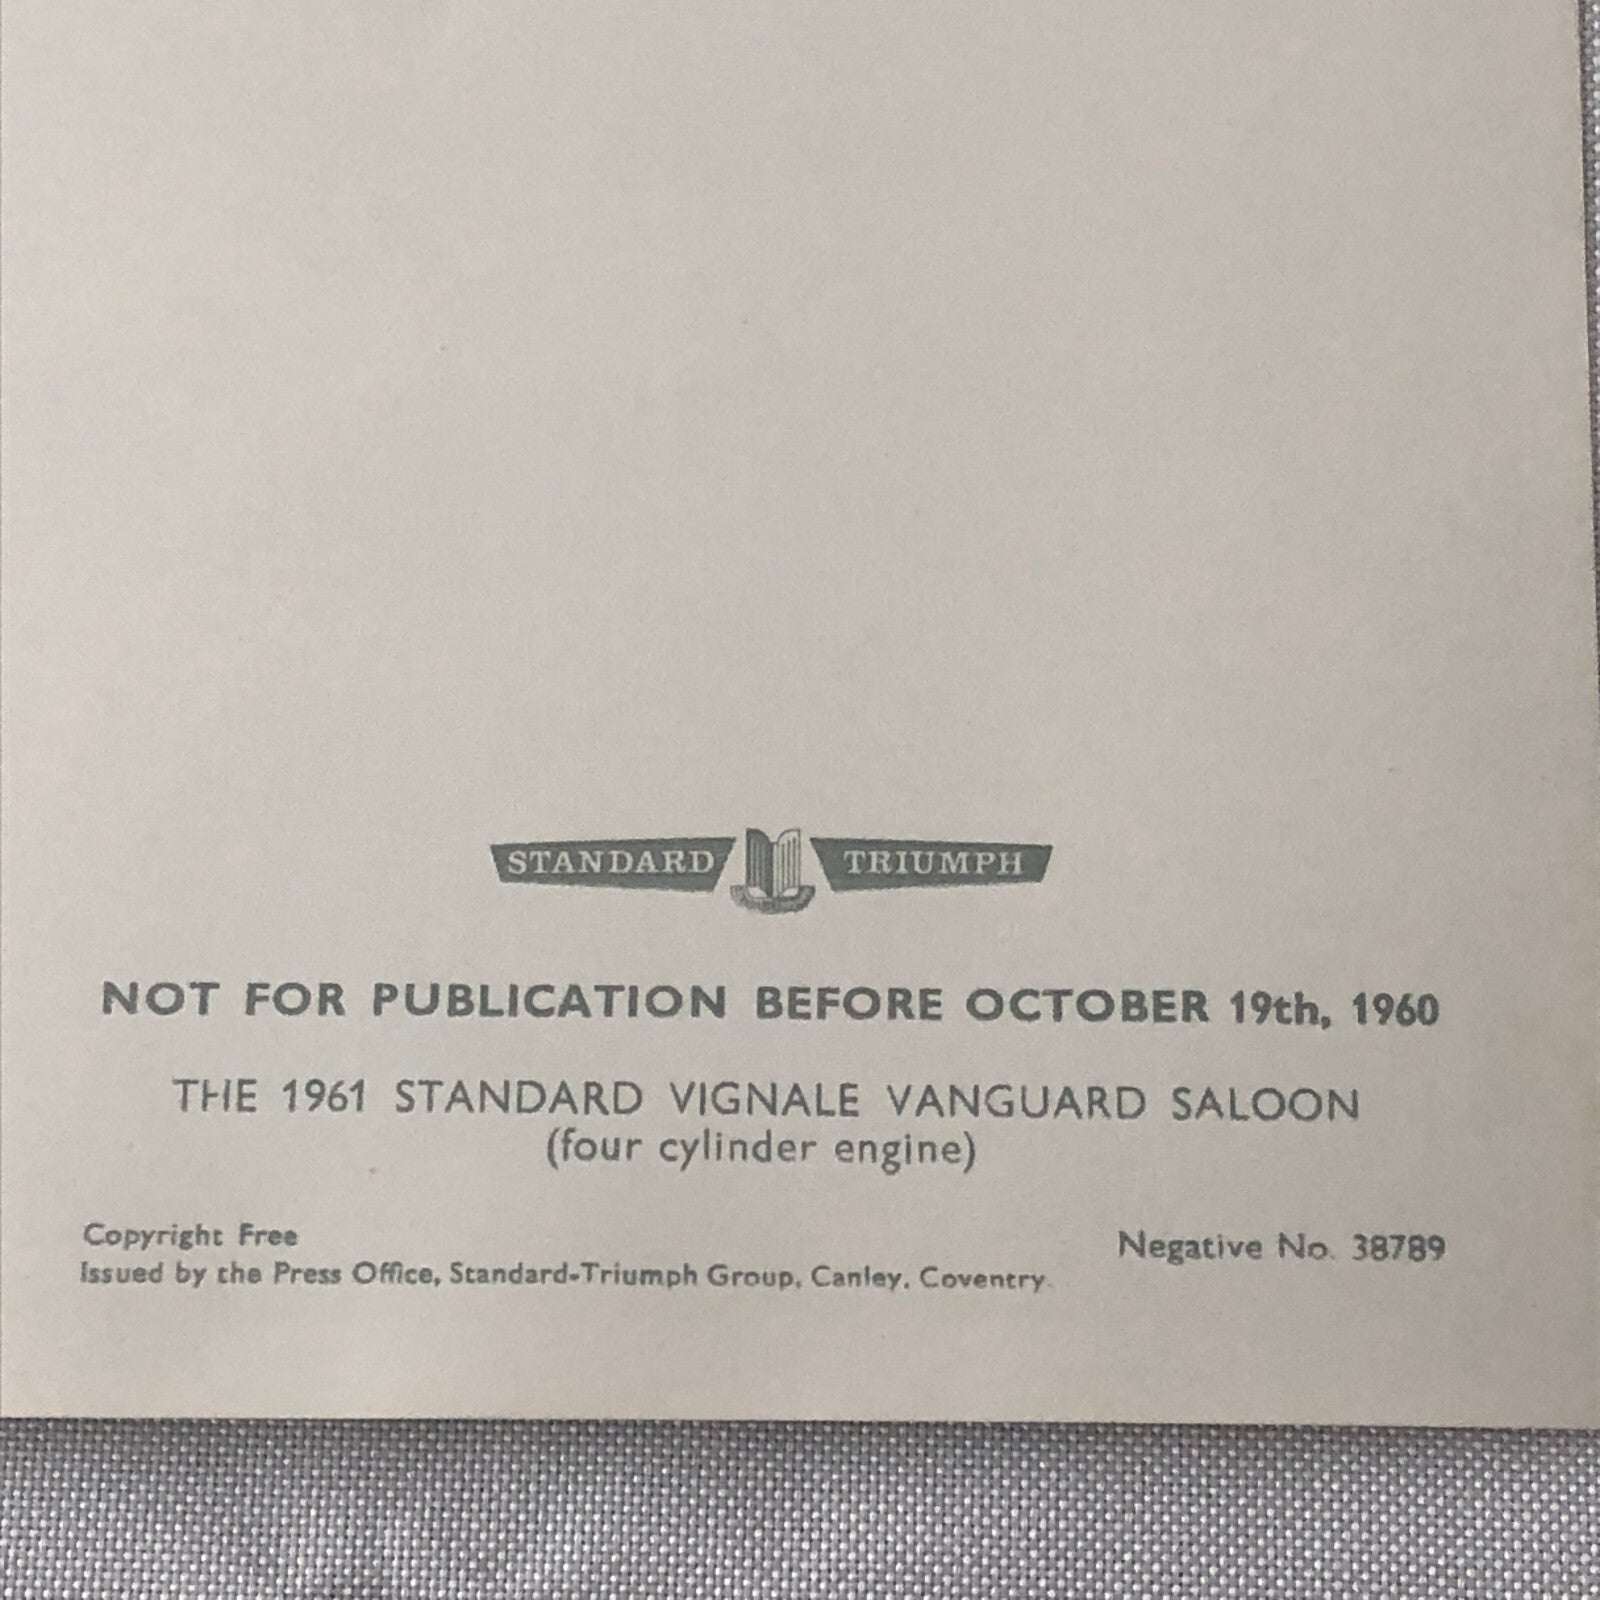 STANDARD TRIUMPH
NOT FOR PUBLICATION BEFORE OCTOBER 19th, 1960
THE 1961 STANDARD VIGNALE VANGUARD SALOON
(four cylinder engine)
Copyright Free
Negative No. 38789
Issued by the Press Office, Standard-Triumph Group, Canley, Coventry.